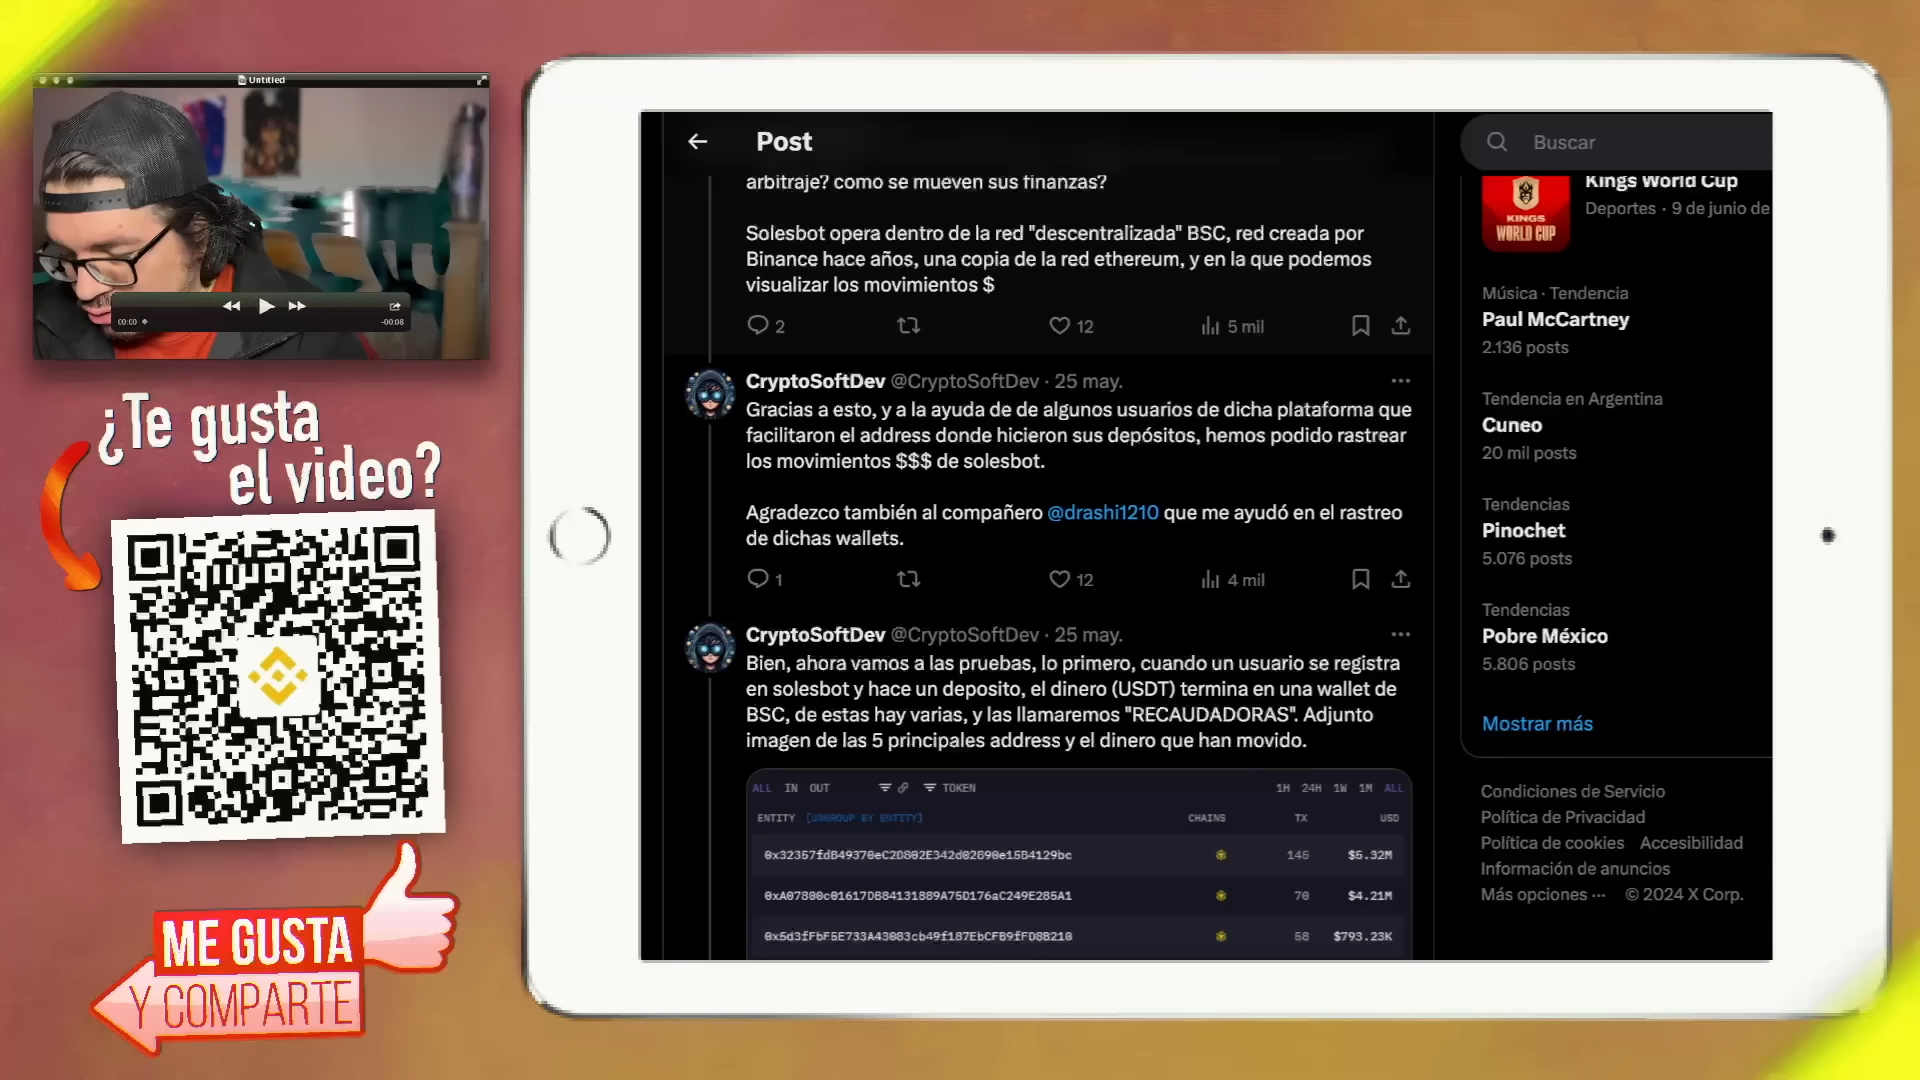 Untitled
00:00
-00:08
¿Te gusta
el video?
ME GUSTA
Y COMPARTE
Post
arbitraje? como se mueven sus finanzas?
Solesbot opera dentro de la red "descentralizada" BSC, red creada por
Binance hace años, una copia de la red ethereum, y en la que podemos
visualizar los movimientos $
2 12 5 mil
CryptoSoftDev @CryptoSoftDev · 25 may.
Gracias a esto, y a la ayuda de de algunos usuarios de dicha plataforma que
facilitaron el address donde hicieron sus depósitos, hemos podido rastrear
los movimientos $$$ de solesbot.
Agradezco también al compañero @drashi1210 que me ayudó en el rastreo
de dichas wallets.
1 12 4 mil
CryptoSoftDev @CryptoSoftDev · 25 may.
Bien, ahora vamos a las pruebas, lo primero, cuando un usuario se registra
en solesbot y hace un deposito, el dinero (USDT) termina en una wallet de
BSC, de estas hay varias, y las llamaremos "RECAUDADORAS". Adjunto
imagen de las 5 principales address y el dinero que han movido.
ALL IN OUT TOKEN 1H 24H 1W 1M ALL
ENTITY [UNGROUP BY ENTITY] CHAINS TX USD
145 $5.32M
70 $4.21M
58 $793.23K
Buscar
Kings World Cup
Deportes · 9 de junio de
KINGS
WORLD CUP
Música · Tendencia
Paul McCartney
2.136 posts
Tendencia en Argentina
Cuneo
20 mil posts
Tendencias
Pinochet
5.076 posts
Tendencias
Pobre México
5.806 posts
Mostrar más
Condiciones de Servicio
Política de Privacidad
Política de cookies Accesibilidad
Información de anuncios
Más opciones ··· © 2024 X Corp.